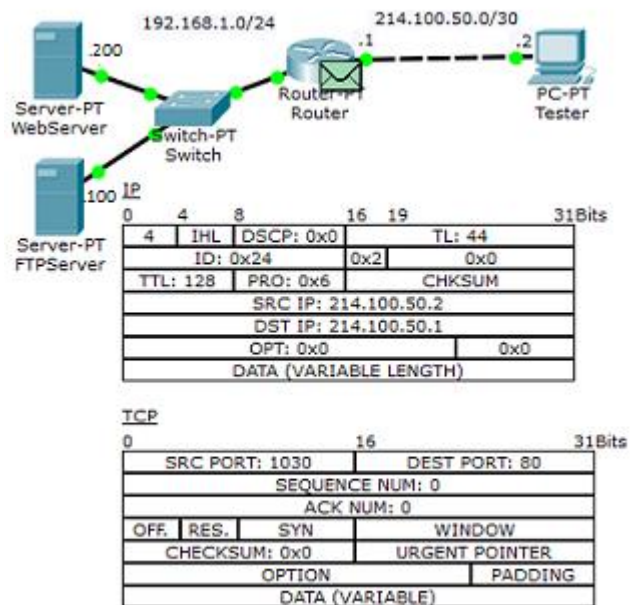 192.168.1.0/24
214.100.50.0/30
.200
.1
.2
Server-PT
WebServer
Switch-PT
Switch
Router-PT
Router
PC-PT
Tester
.100
Server-PT
FTPServer
IP
0 4 8 16 19 31Bits
4 IHL DSCP: 0x0 TL: 44
ID: 0x24 0x2 0x0
TTL: 128 PRO: 0x6 CHKSUM
SRC IP: 214.100.50.2
DST IP: 214.100.50.1
OPT: 0x0 0x0
DATA (VARIABLE LENGTH)
TCP
0 16 31Bits
SRC PORT: 1030 DEST PORT: 80
SEQUENCE NUM: 0
ACK NUM: 0
OFF. RES. SYN WINDOW
CHECKSUM: 0x0 URGENT POINTER
OPTION PADDING
DATA (VARIABLE)